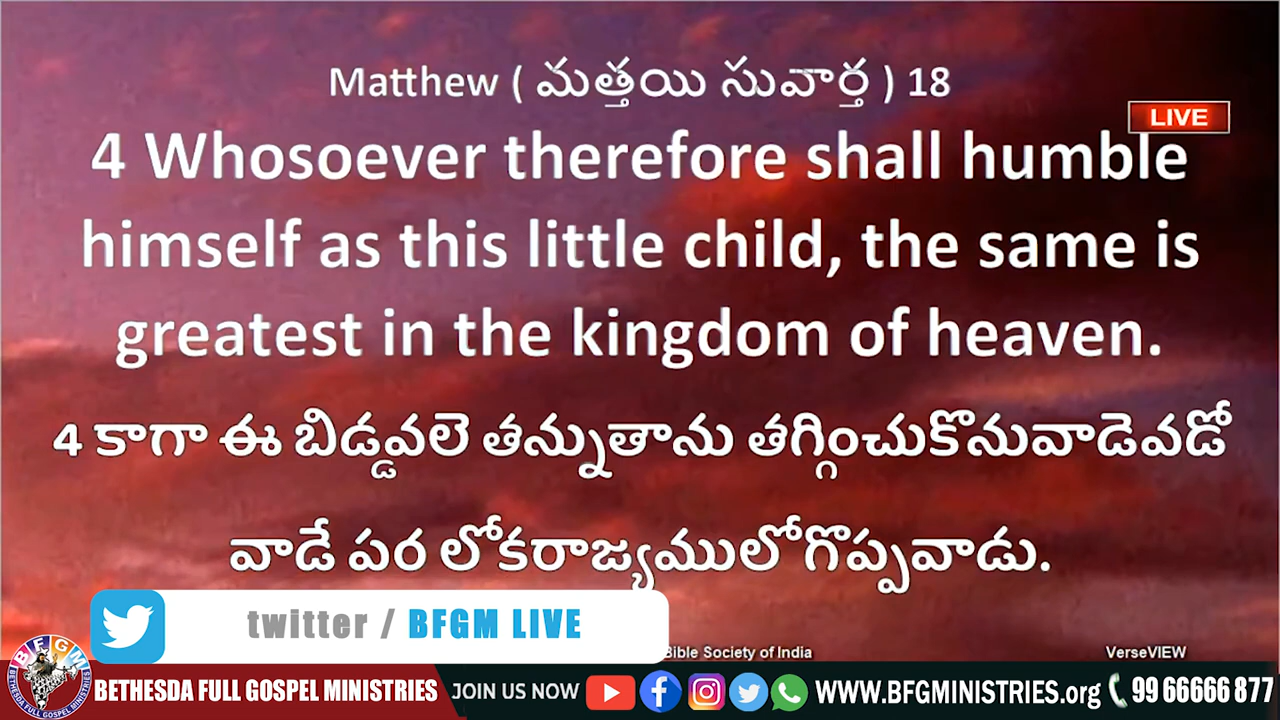 Matthew ( మత్తయి సువార్త ) 18
LIVE
4 Whosoever therefore shall humble
himself as this little child, the same is
greatest in the kingdom of heaven.
4 కాగా ఈ బిడ్డవలె తన్నుతాను తగ్గించుకొనువాడెవడో
వాడే పర లోకరాజ్యములోగొప్పవాడు.
twitter / BFGM LIVE
Bible Society of India
VerseVIEW
BFGM
BETHESDA FULL GOSPEL MINISTRIES
BETHESDA FULL GOSPEL MINISTRIES JOIN US NOW WWW.BFGMINISTRIES.org 99 66666 877